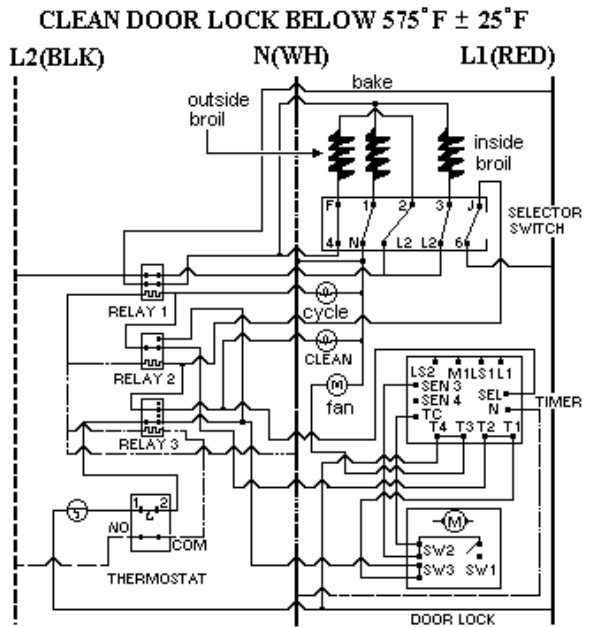 CLEAN DOOR LOCK BELOW 575°F ± 25°F
L2(BLK) N(WH) L1(RED)
bake
outside
broil
inside
broil
F 1 2 3 J
4 N L2 L2 6
SELECTOR
SWITCH
RELAY 1
cycle
RELAY 2
CLEAN
M
fan
LS2 M1 LS1 L1
SEN 3
SEN 4
SEL
TC
N
T4 T3 T2 T1
TIMER
RELAY 3
1 2
NO
COM
THERMOSTAT
M
SW2
SW3 SW1
DOOR LOCK